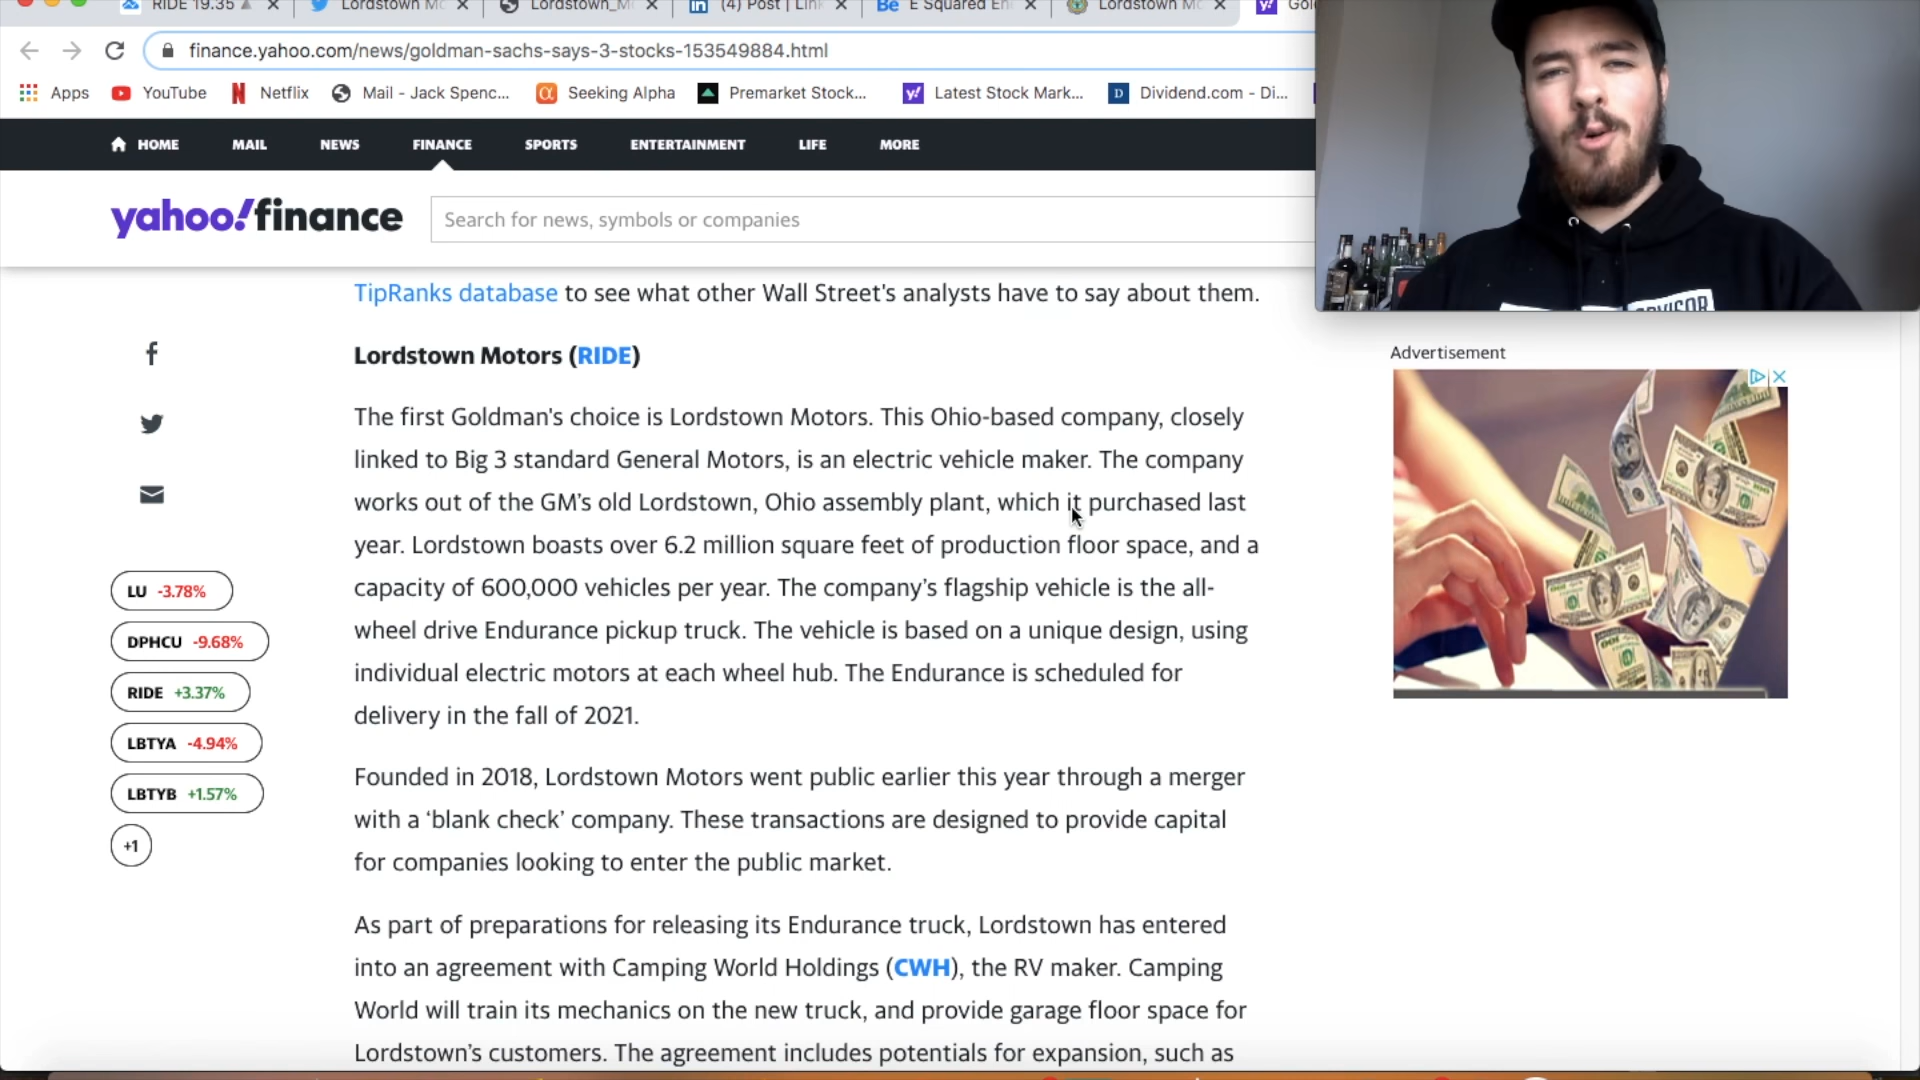 RIDE 19.35
Lordstown Mo
Lordstown_M
(4) Post | Link
E Squared En
Lordstown Mo
Gol
finance.yahoo.com/news/goldman-sachs-says-3-stocks-153549884.html
Apps
YouTube
Netflix
Mail - Jack Spenc...
Seeking Alpha
Premarket Stock...
Latest Stock Mark...
Dividend.com - Di...
HOME MAIL NEWS FINANCE SPORTS ENTERTAINMENT LIFE MORE
yahoo!finance
Search for news, symbols or companies
TipRanks database to see what other Wall Street's analysts have to say about them.
Lordstown Motors (RIDE)
The first Goldman's choice is Lordstown Motors. This Ohio-based company, closely
linked to Big 3 standard General Motors, is an electric vehicle maker. The company
works out of the GM’s old Lordstown, Ohio assembly plant, which it purchased last
year. Lordstown boasts over 6.2 million square feet of production floor space, and a
capacity of 600,000 vehicles per year. The company’s flagship vehicle is the all-
wheel drive Endurance pickup truck. The vehicle is based on a unique design, using
individual electric motors at each wheel hub. The Endurance is scheduled for
delivery in the fall of 2021.
Founded in 2018, Lordstown Motors went public earlier this year through a merger
with a ‘blank check’ company. These transactions are designed to provide capital
for companies looking to enter the public market.
As part of preparations for releasing its Endurance truck, Lordstown has entered
into an agreement with Camping World Holdings (CWH), the RV maker. Camping
World will train its mechanics on the new truck, and provide garage floor space for
Lordstown’s customers. The agreement includes potentials for expansion, such as
LU -3.78%
DPHCU -9.68%
RIDE +3.37%
LBTYA -4.94%
LBTYB +1.57%
+1
Advertisement